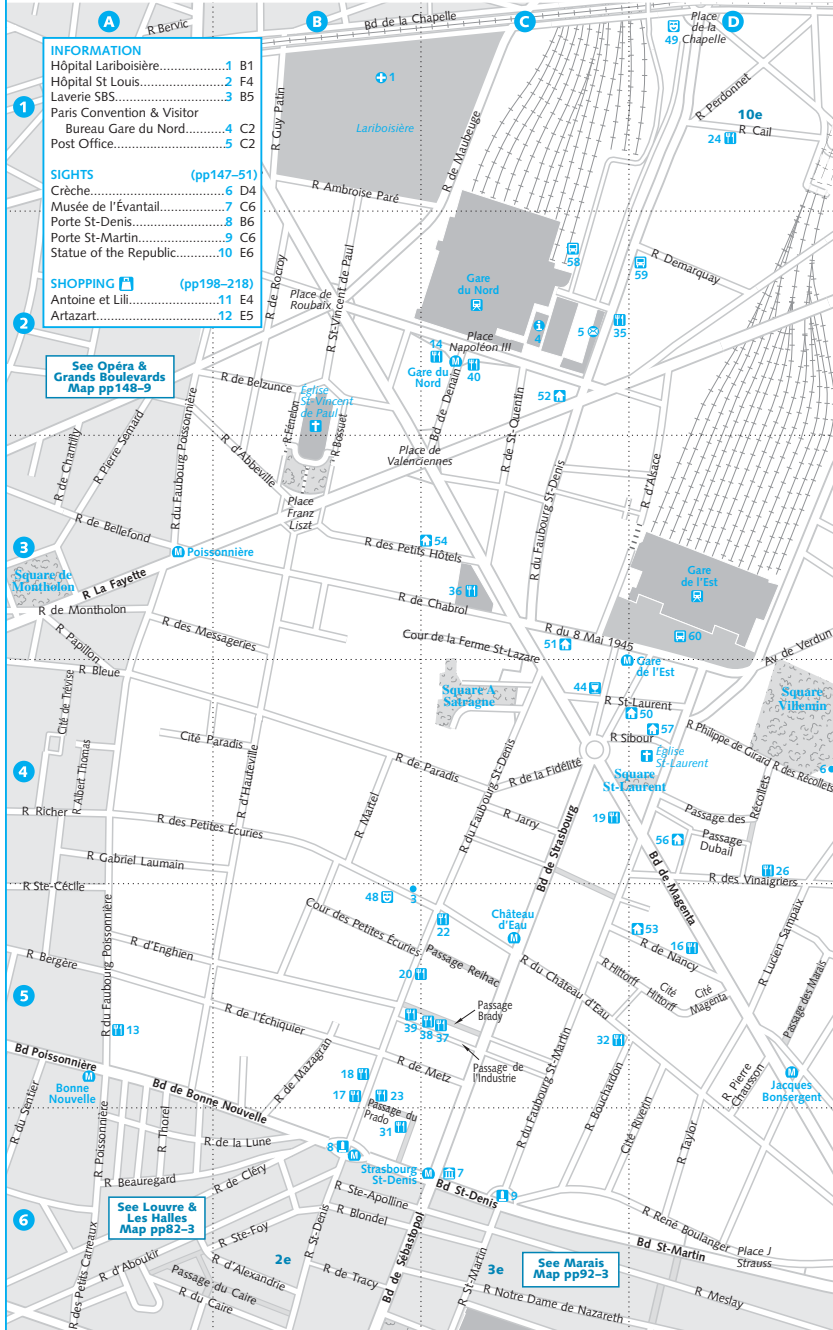 A
B
C
D
1
2
3
4
5
6
INFORMATION
Hôpital Lariboisière 1 B1
Hôpital St Louis 2 F4
Laverie SBS 3 B5
Paris Convention & Visitor
Bureau Gare du Nord 4 C2
Post Office 5 C2
SIGHTS (pp147–51)
Crèche 6 D4
Musée de l'Évantail 7 C6
Porte St-Denis 8 B6
Porte St-Martin 9 C6
Statue of the Republic 10 E6
SHOPPING (pp198–218)
Antoine et Lili 11 E4
Artazart 12 E5
R Bervic
Bd de la Chapelle
49
Place
de la
Chapelle
1
Lariboisière
R Guy Patin
R de Maubeuge
R Ambroise Paré
R Perdonnet
10e
24
R Cail
58
59
R Demarquay
Gare
du Nord
4
5
35
R de Rocroy
Place de
Roubaix
R St-Vincent de Paul
14
Place
Napoléon III
Gare du
Nord
40
52
See Opéra &
Grands Boulevards
Map pp148–9
R de Belzunce
Église
St-Vincent
de Paul
R Fénelon
R Bossuet
Bd de Denain
R de St-Quentin
Place de
Valenciennes
R de Chantilly
R Pierre Semard
R du Faubourg Poissonnière
R d'Abbeville
Place
Franz
Liszt
R du Faubourg St-Denis
R d'Alsace
R de Bellefond
Poissonnière
54
R des Petits Hôtels
Square de
Montholon
R La Fayette
36
Gare
de l'Est
60
R de Montholon
R de Chabrol
R du 8 Mai 1945
R Papillon
R des Messageries
Cour de la Ferme St-Lazare
51
Gare
de l'Est
Av de Verdun
R Bleue
Cité de Trévise
Square A
Satragne
44
R St-Laurent
50
57
R Sibour
Square
Villemin
Cité Paradis
R Albert Thomas
R d'Hauteville
R de Paradis
R de la Fidélité
Église
St-Laurent
Square
St-Laurent
R Philippe de Girard
R des Récollets
6
R Richer
R des Petites Écuries
R Martel
R du Faubourg St-Denis
R Jarry
Bd de Strasbourg
19
Passage des
Récollets
56
Passage
Dubail
26
R Gabriel Laumain
R Ste-Cécile
Bd de Magenta
R des Vinaigriers
48
3
Cour des Petites Écuries
22
Château
d'Eau
53
16
R de Nancy
R Lucien Sampaix
R Bergère
R d'Enghien
R du Faubourg Poissonnière
20
Passage Reilhac
R du Château d'Eau
R Hittorff
Cité
Hittorff
Cité
Magenta
Passage des Marais
13
R de l'Échiquier
39
38
37
Passage
Brady
32
Bd Poissonnière
R de Mazagran
R de Metz
Passage de
l'Industrie
R du Faubourg St-Martin
R Bouchardon
Bonne
Nouvelle
Bd de Bonne Nouvelle
18
17
23
Passage du
Prado
31
R Pierre
Chausson
Jacques
Bonsergent
R du Sentier
R Poissonnière
R Thorel
R de la Lune
8
Strasbourg
St-Denis
7
Cité Riverin
R Taylor
R Beauregard
R de Cléry
Bd St-Denis
9
R Ste-Apolline
R René Boulanger
See Louvre &
Les Halles
Map pp82–3
R Ste-Foy
R Blondel
Bd St-Martin
Place J
Strauss
R des Petits Carreaux
R d'Aboukir
R d'Alexandrie
Passage du Caire
R du Caire
2e
R St-Denis
R de Tracy
Bd de Sébastopol
R St-Martin
3e
See Marais
Map pp92–3
R Meslay
R Notre Dame de Nazareth